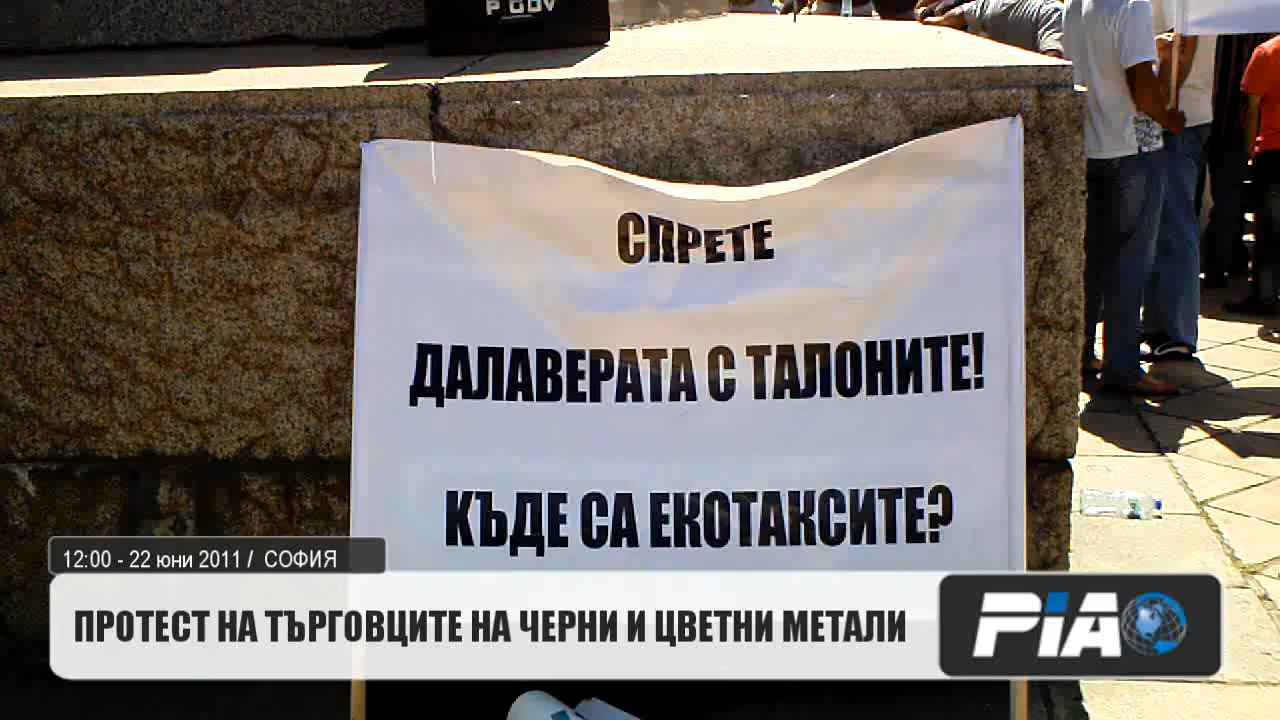 P GOV
СПРЕТЕ
ДАЛАВЕРАТА С ТАЛОНИТЕ!
КЪДЕ СА ЕКОТАКСИТЕ?
12:00 - 22 юни 2011 / СОФИЯ
ПРОТЕСТ НА ТЪРГОВЦИТЕ НА ЧЕРНИ И ЦВЕТНИ МЕТАЛИ
PiA